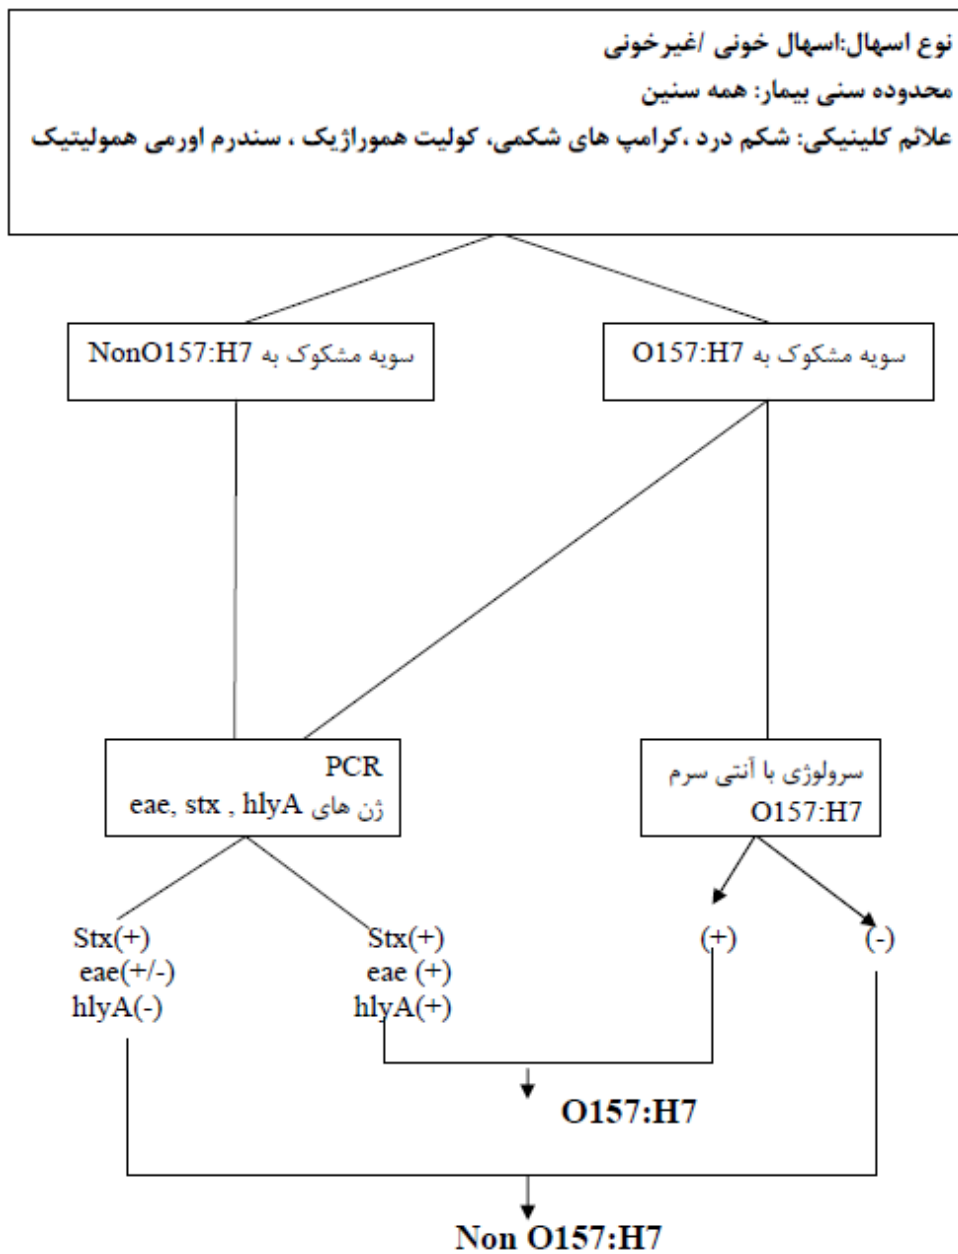 نوع اسهال:اسهال خونی /غیرخونی
محدوده سنی بیمار: همه سنین
علائم کلینیکی: شکم درد ،کرامپ های شکمی، کولیت هموراژیک ، سندرم اورمی همولیتیک
سویه مشکوک به O157:H7
سویه مشکوک به NonO157:H7
سرولوژی با آنتی سرم
O157:H7
PCR
ژن های eae, stx , hlyA
(-)
(+)
Stx(+)
eae (+)
hlyA(+)
Stx(+)
eae(+/-)
hlyA(-)
O157:H7
Non O157:H7